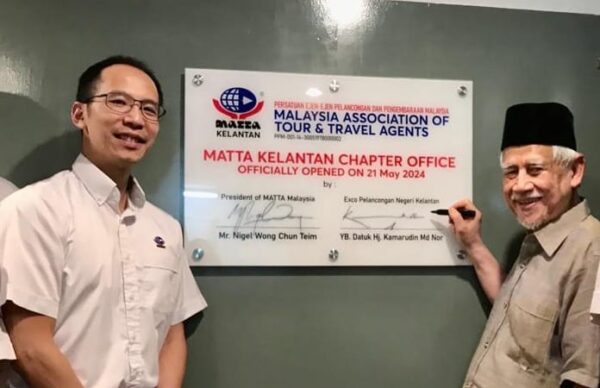 PERSATUAN EJEN-EJEN PELANCONGAN DAN PENGEMBARAAN MALAYSIA
MALAYSIA ASSOCIATION OF
TOUR & TRAVEL AGENTS
matta
KELANTAN
MATTA KELANTAN CHAPTER OFFICE
OFFICIALLY OPENED ON 21 May 2024
by :
President of MATTA Malaysia
Exco Pelancongan Negeri Kelantan
Mr. Nigel Wong Chun Teim
YB. Datuk Hj. Kamarudin Md Nor